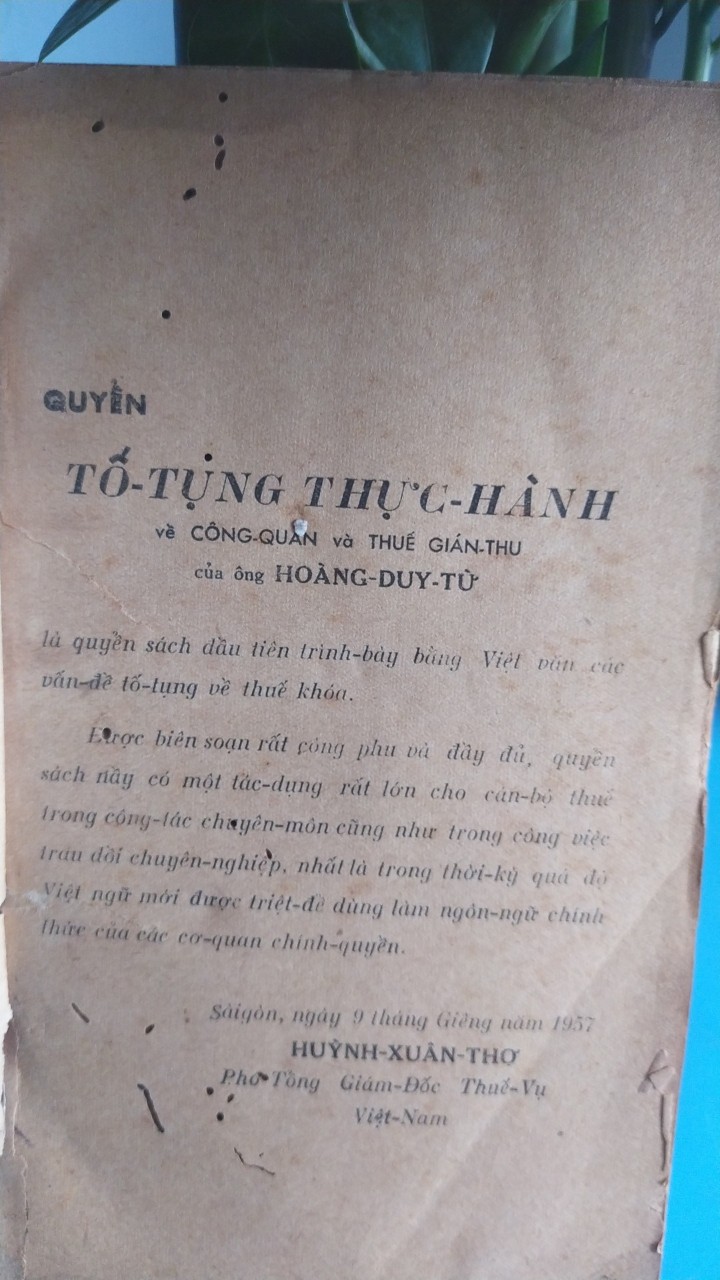 QUYỂN
TỐ-TỤNG THỰC-HÀNH
về CÔNG-QUẢN và THUẾ GIÁN-THU
của ông HOÀNG-DUY-TỪ
là quyển sách đầu tiên trình-bày bằng Việt văn các
vấn-đề tố-tụng về thuế khóa.
Được biên soạn rất công phu và đầy đủ, quyển
sách nầy có một tác-dụng rất lớn cho cán-bộ thuế
trong công-tác chuyên-môn cũng như trong công việc
trau dồi chuyên-nghiệp, nhất là trong thời-kỳ quá độ
Việt ngữ mới được triệt-để dùng làm ngôn-ngữ chính
thức của các cơ-quan chính-quyền.
Sàigòn, ngày 9 tháng Giêng năm 1957
HUỲNH-XUÂN-THƠ
Phó Tổng Giám-Đốc Thuế-Vụ
Việt-Nam